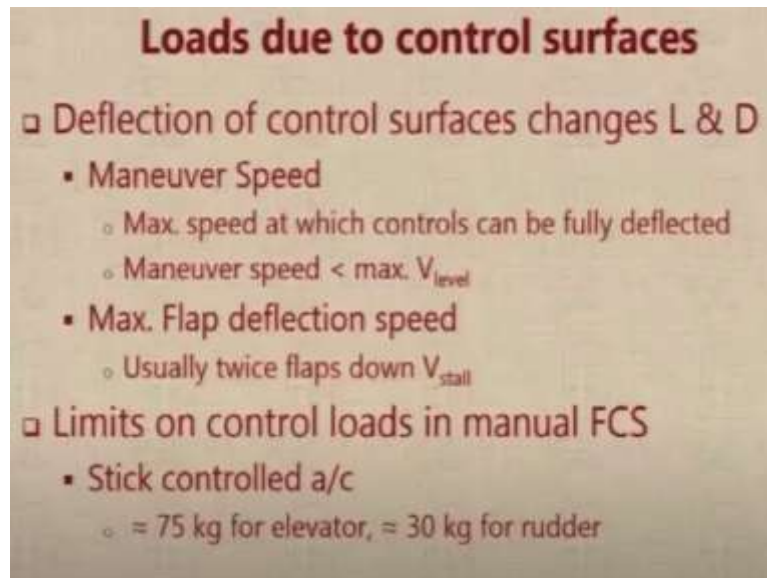 Loads due to control surfaces
Deflection of control surfaces changes L & D
Maneuver Speed
Max. speed at which controls can be fully deflected
Maneuver speed < max. Vlevel
Max. Flap deflection speed
Usually twice flaps down Vstall
Limits on control loads in manual FCS
Stick controlled a/c
≈ 75 kg for elevator, ≈ 30 kg for rudder